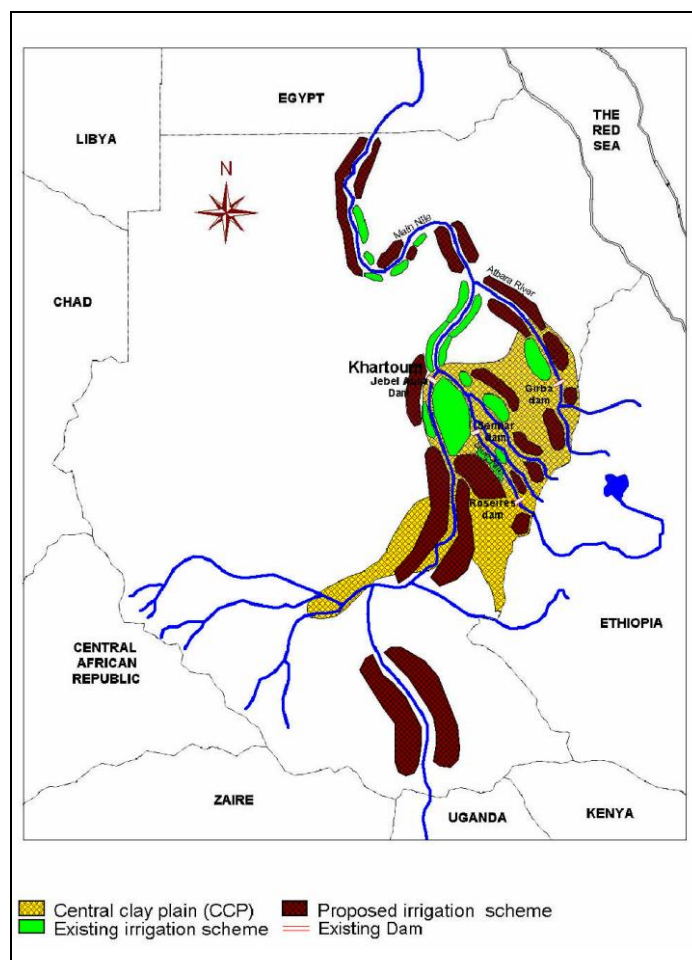 EGYPT
LIBYA
THE
RED
SEA
N
Main Nile
Atbara River
CHAD
Khartoum
Jebel Aulia
Dam
Girba
dam
Sennar
dam
Roseires
dam
ETHIOPIA
CENTRAL
AFRICAN
REPUBLIC
ZAIRE
UGANDA
KENYA
Central clay plain (CCP)
Proposed irrigation scheme
Existing irrigation scheme
Existing Dam